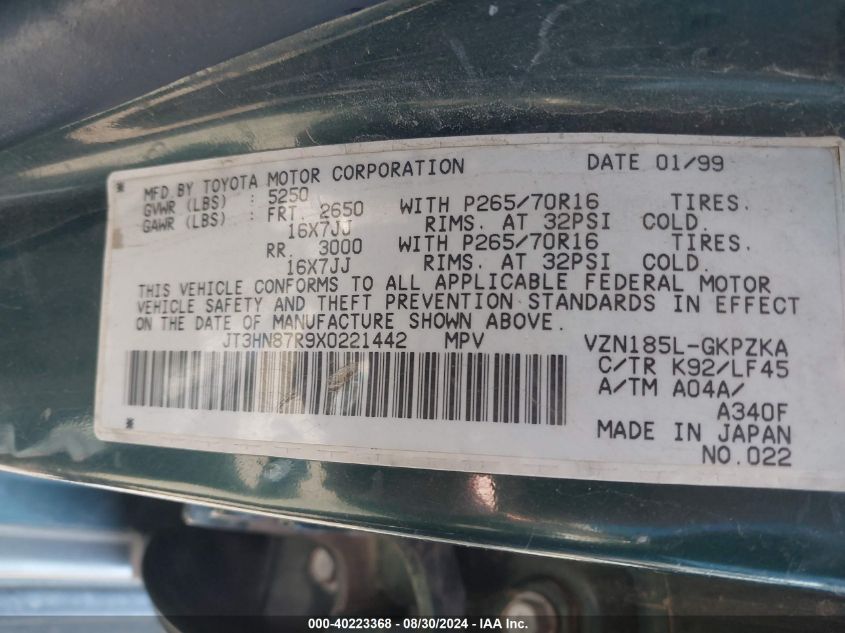 MFD BY TOYOTA MOTOR CORPORATION DATE 01/99
GVWR (LBS) : 5250
GAWR (LBS) : FRT. 2650 WITH P265/70R16 TIRES.
16X7JJ RIMS. AT 32PSI COLD.
RR. 3000 WITH P265/70R16 TIRES.
16X7JJ RIMS. AT 32PSI COLD.
THIS VEHICLE CONFORMS TO ALL APPLICABLE FEDERAL MOTOR
VEHICLE SAFETY AND THEFT PREVENTION STANDARDS IN EFFECT
ON THE DATE OF MANUFACTURE SHOWN ABOVE.
JT3HN87R9X0221442 MPV VZN185L-GKPZKA
C/TR K92/LF45
A/TM A04A/
A340F
MADE IN JAPAN
NO.022
000-40223368 - 08/30/2024 - IAA Inc.